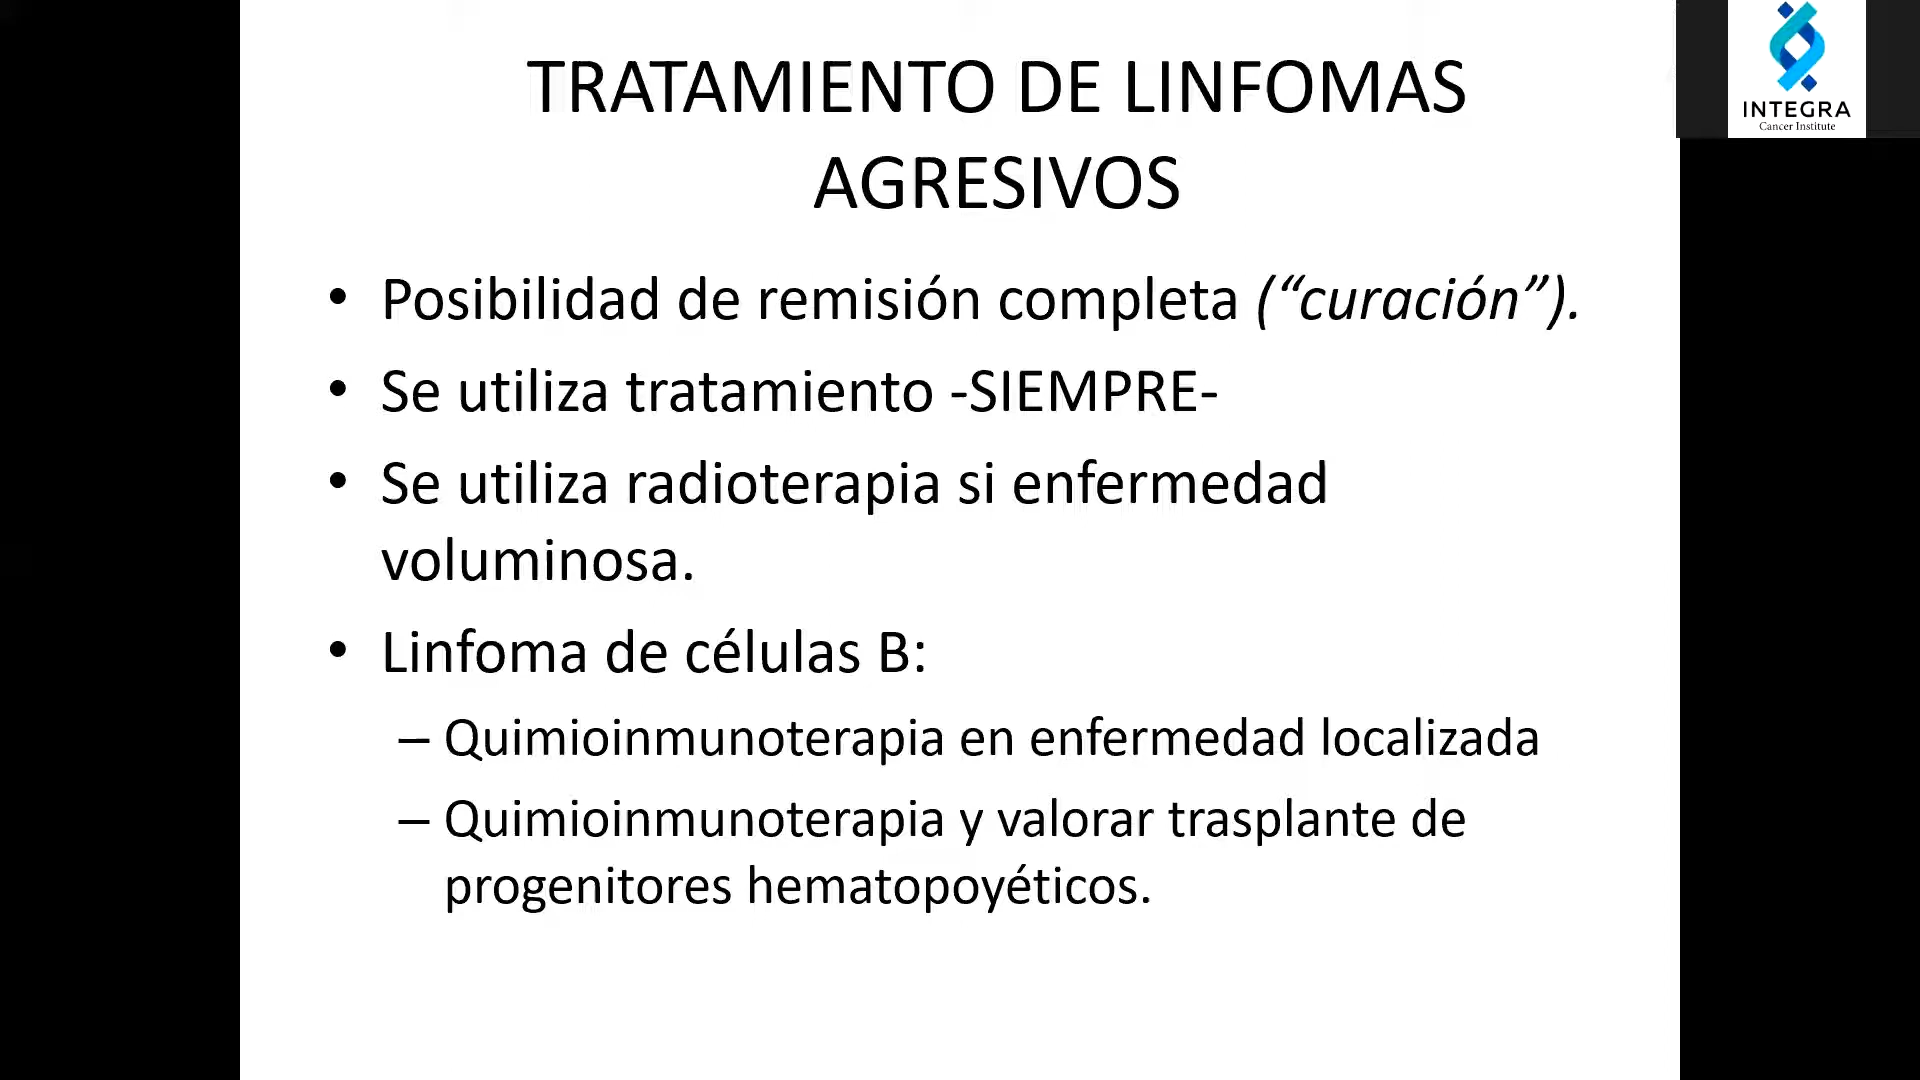 TRATAMIENTO DE LINFOMAS
AGRESIVOS
• Posibilidad de remisión completa (“curación”).
• Se utiliza tratamiento -SIEMPRE-
• Se utiliza radioterapia si enfermedad
voluminosa.
• Linfoma de células B:
– Quimioinmunoterapia en enfermedad localizada
– Quimioinmunoterapia y valorar trasplante de
progenitores hematopoyéticos.
INTEGRA
Cancer Institute